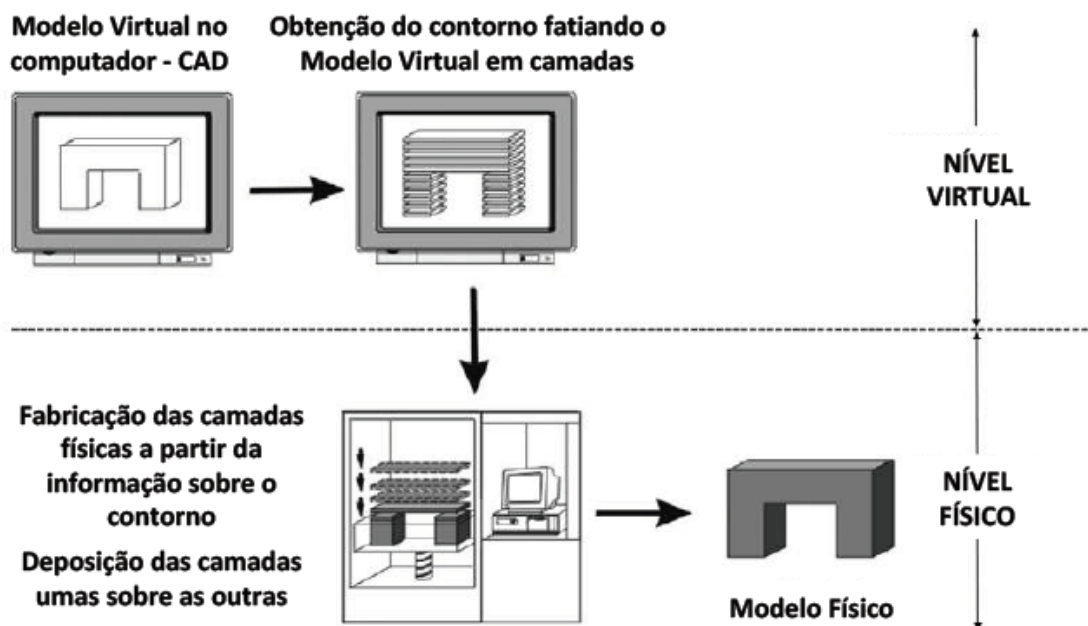 Modelo Virtual no
computador - CAD
Obtenção do contorno fatiando o
Modelo Virtual em camadas
NÍVEL
VIRTUAL
Fabricação das camadas
físicas a partir da
informação sobre o
contorno
Deposição das camadas
umas sobre as outras
Modelo Físico
NÍVEL
FÍSICO